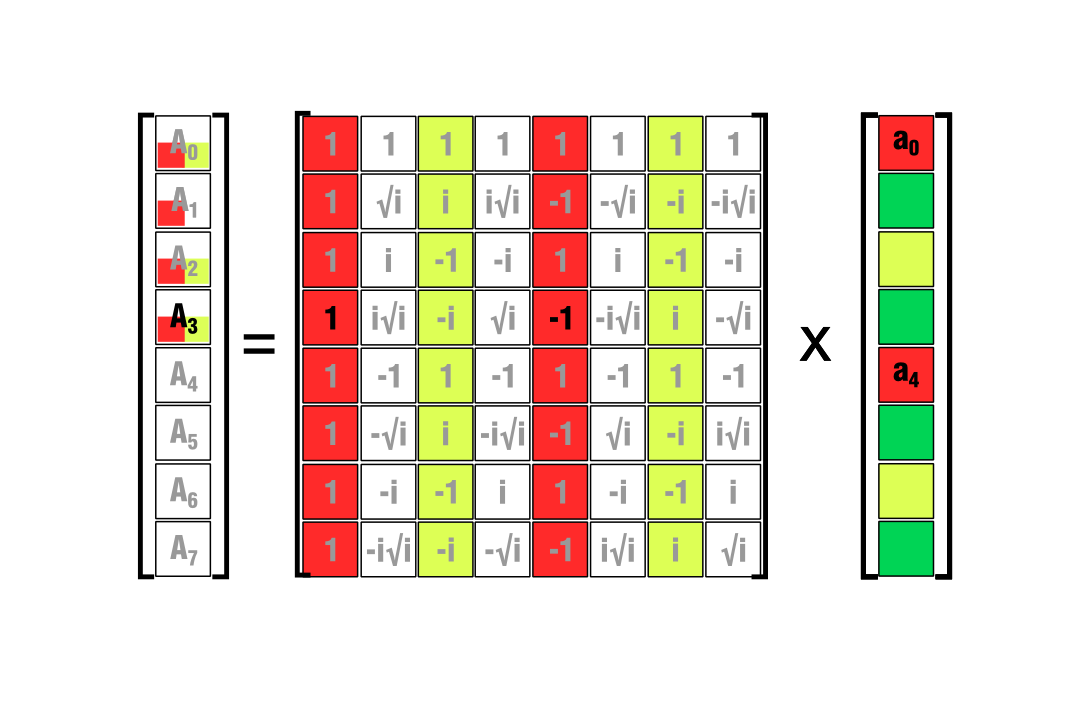 A0 1 1 1 1 1 1 1 1 a0
A1 1 √i i i√i -1 -√i -i -i√i
A2 1 i -1 -i 1 i -1 -i
A3 = 1 i√i -i √i -1 -i√i i -√i x
A4 1 -1 1 -1 1 -1 1 -1 a4
A5 1 -√i i -i√i -1 √i -i i√i
A6 1 -i -1 i 1 -i -1 i
A7 1 -i√i -i -√i -1 i√i i √i